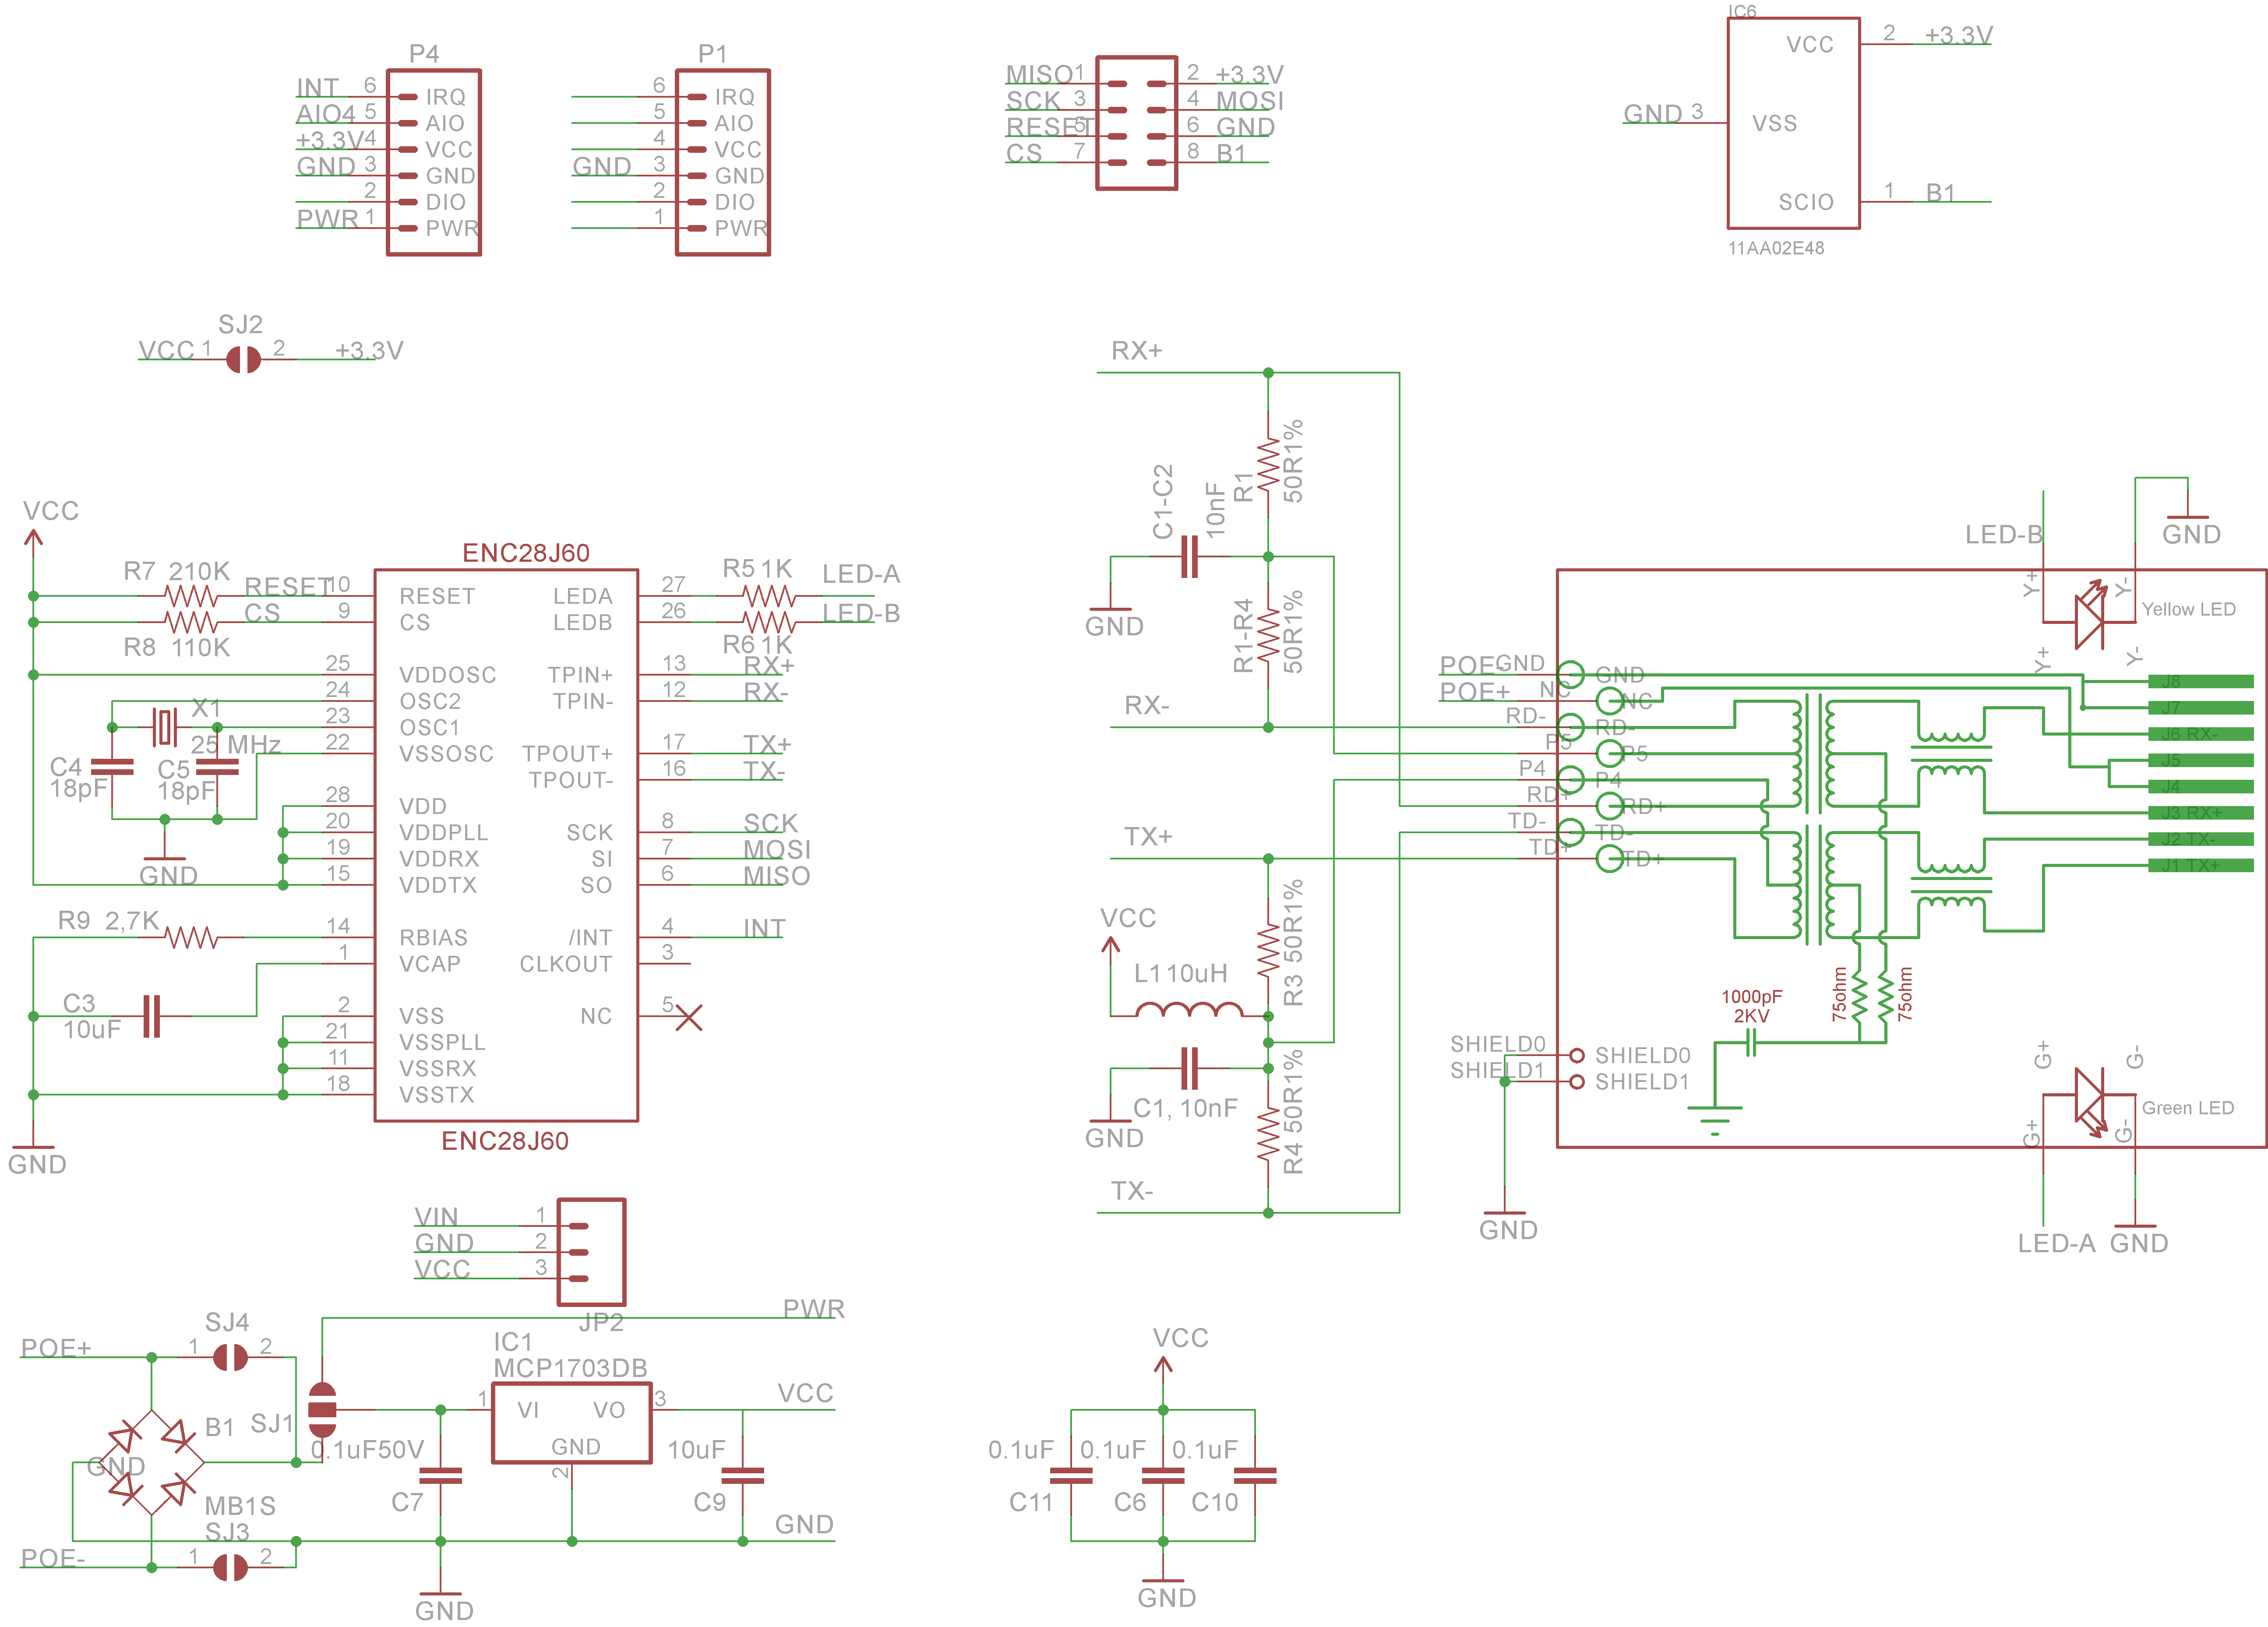 P4
INT 6 IRQ
AIO4 5 AIO
+3.3V 4 VCC
GND 3 GND
2 DIO
PWR 1 PWR
P1
6 IRQ
5 AIO
4 VCC
GND 3 GND
2 DIO
1 PWR
MISO 1 2 +3.3V
SCK 3 4 MOSI
RESET 5 6 GND
CS 7 8 B1
IC6
VCC 2 +3.3V
GND 3 VSS
SCIO 1 B1
11AA02E48
SJ2
VCC 1 2 +3.3V
VCC
ENC28J60
R7 210K RESET 10 RESET
CS 9 CS
R8 110K
25 VDDOSC
24 OSC2
X1 23 OSC1
25 MHz 22 VSSOSC
C4
18pF
C5
18pF
GND
28 VDD
20 VDDPLL
19 VDDRX
15 VDDTX
R9 2,7K 14 RBIAS
1 VCAP
C3
10uF
2 VSS
21 VSSPLL
11 VSSRX
18 VSSTX
GND
LEDA 27 R5 1K LED-A
LEDB 26 R6 1K LED-B
TPIN+ 13 RX+
TPIN- 12 RX-
TPOUT+ 17 TX+
TPOUT- 16 TX-
SCK 8 SCK
SI 7 MOSI
SO 6 MISO
/INT 4 INT
CLKOUT 3
NC 5
ENC28J60
RX+
C1-C2
10nF
R1
50R1%
GND
R1-R4
50R1%
RX-
TX+
VCC
R3 50R1%
L1 10uH
C1, 10nF
GND
R4 50R1%
TX-
LED-B
GND
Y+
Y-
Yellow LED
Y+
Y-
POE- GND GND
POE+ NC NC
RD- RD-
P5 P5
P4 P4
RD+ RD+
TD- TD-
TD+ TD+
J8
J7
J6 RX-
J5
J4
J3 RX+
J2 TX-
J1 TX+
1000pF
2KV
75ohm
75ohm
SHIELD0 SHIELD0
SHIELD1 SHIELD1
GND
G+
G-
Green LED
G+
G-
LED-A GND
VIN 1
GND 2
VCC 3
JP2
PWR
SJ4
POE+ 1 2
B1
SJ1
GND
MB1S
SJ3
POE- 1 2
IC1
MCP1703DB
1 VI VO 3 VCC
GND
2
0.1uF50V
C7
10uF
C9
GND
GND
VCC
0.1uF 0.1uF 0.1uF
C11 C6 C10
GND